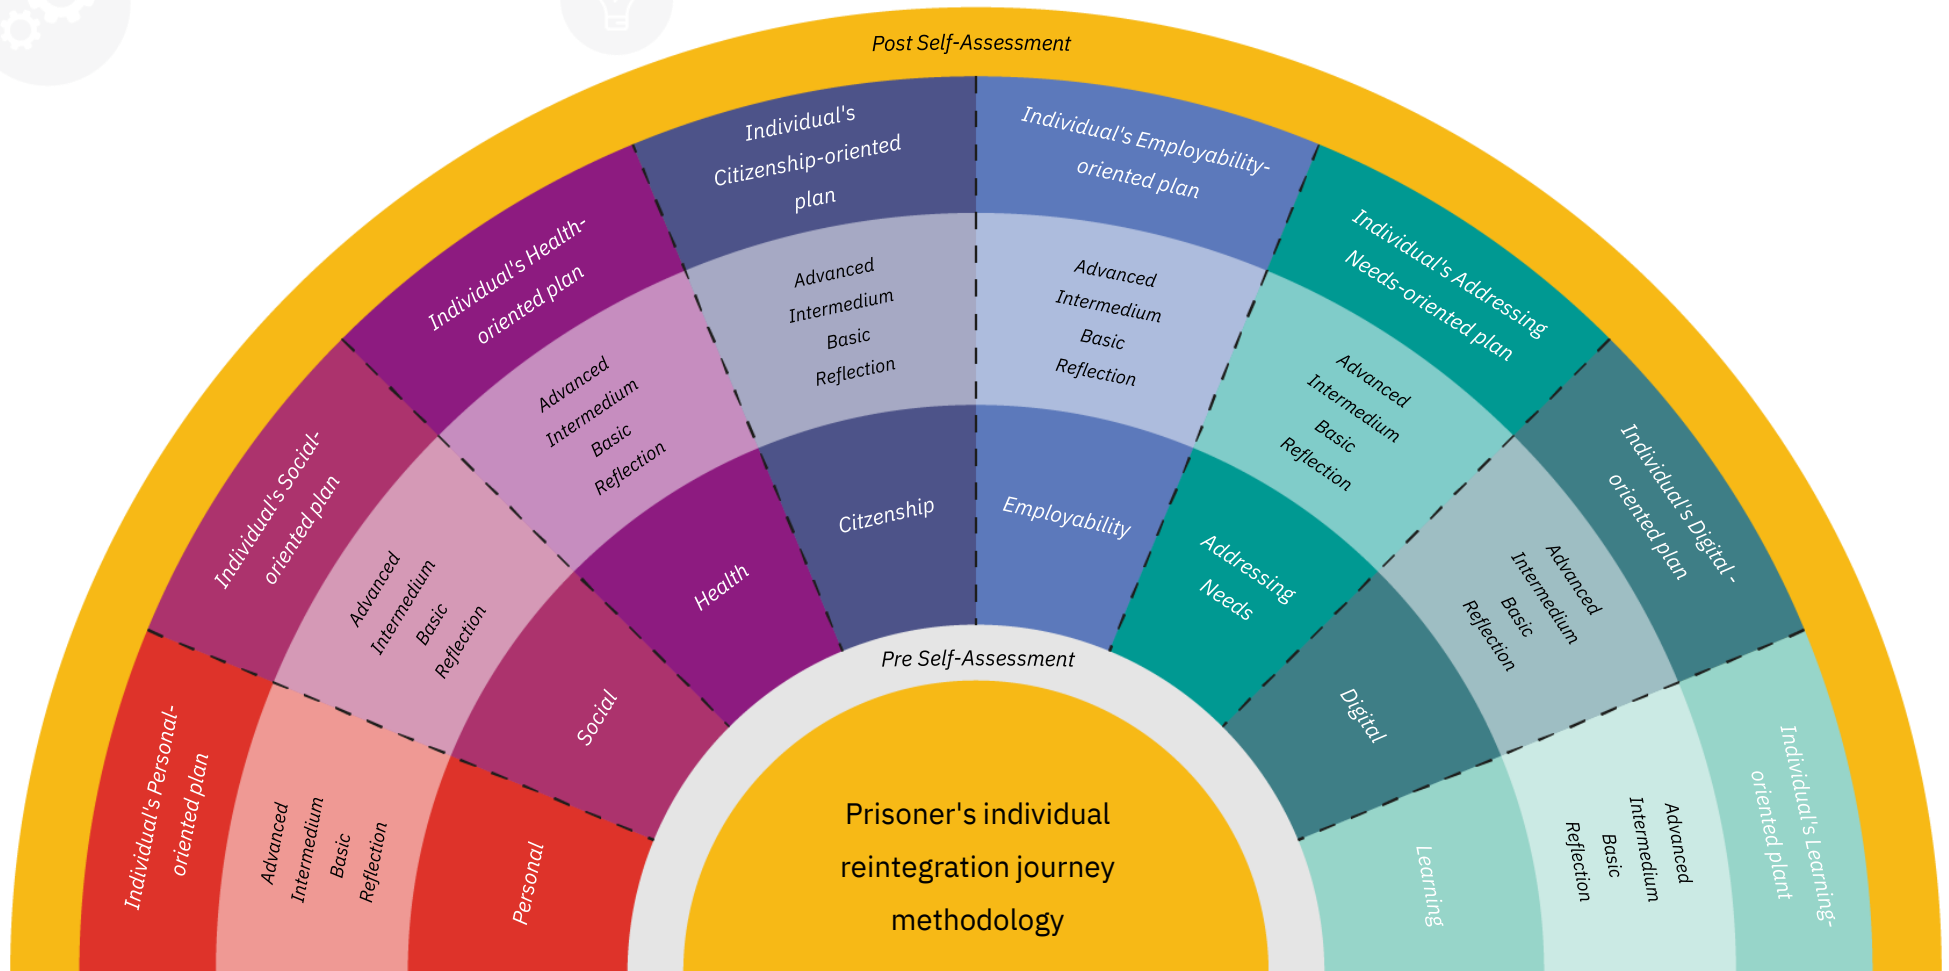 Post Self-Assessment
Individual's Personal-
oriented plan
Advanced
Intermedium
Basic
Reflection
Personal
Individual's Social-
oriented plan
Advanced
Intermedium
Basic
Reflection
Social
Individual's Health-
oriented plan
Advanced
Intermedium
Basic
Reflection
Health
Individual's
Citizenship-oriented
plan
Advanced
Intermedium
Basic
Reflection
Citzenship
Individual's Employability-
oriented plan
Advanced
Intermedium
Basic
Reflection
Employability
Individual's Addressing
Needs-oriented plan
Advanced
Intermedium
Basic
Reflection
Addressing
Needs
Individual's Digital -
oriented plan
Advanced
Intermedium
Basic
Reflection
Digital
Individual's Learning-
oriented plant
Advanced
Intermedium
Basic
Reflection
Learning
Pre Self-Assessment
Prisoner's individual
reintegration journey
methodology